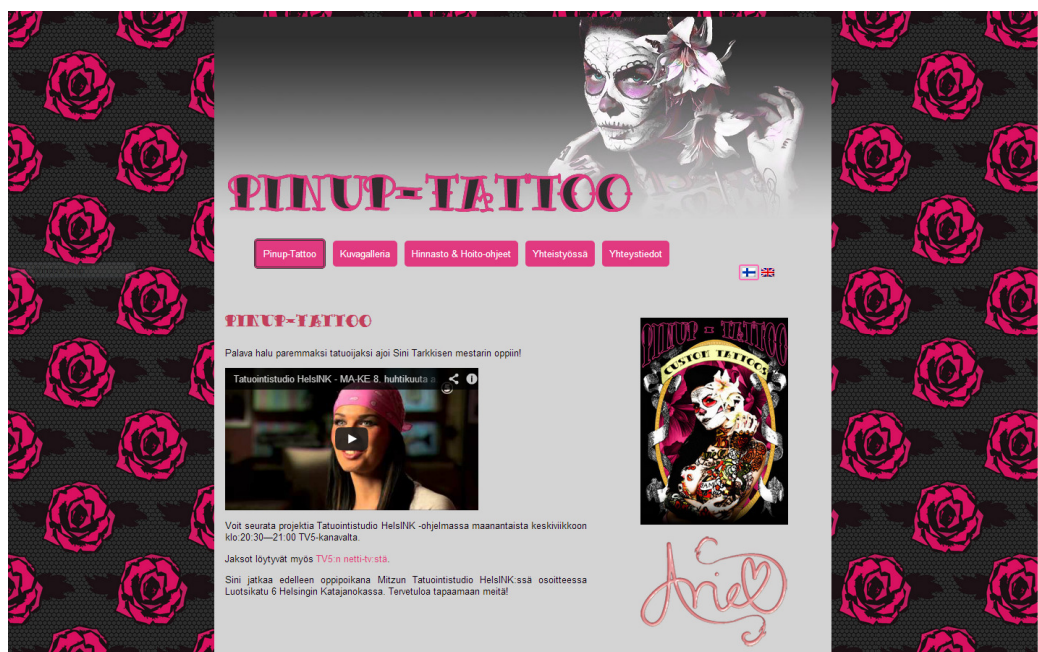 PINUP-TATTOO
Pinup-Tattoo Kuvagalleria Hinnasto & Hoito-ohjeet Yhteistyössä Yhteystiedot
PINUP-TATTOO
Palava halu paremmaksi tatuoijaksi ajoi Sini Tarkkisen mestarin oppiin!
Tatuointistudio HelsINK - MA-KE 8. huhtikuuta a
Voit seurata projektia Tatuointistudio HelsINK -ohjelmassa maanantaista keskiviikkoon
klo.20:30—21:00 TV5-kanavalta.
Jaksot löytyvät myös TV5:n netti-tv:stä.
Sini jatkaa edelleen oppipoikana Mitzun Tatuointistudio HelsINK:ssä osoitteessa
Luotsikatu 6 Helsingin Katajanokassa. Tervetuloa tapaamaan meitä!
PINUP-TATTOO
CUSTOM TATTOOS
Ariel